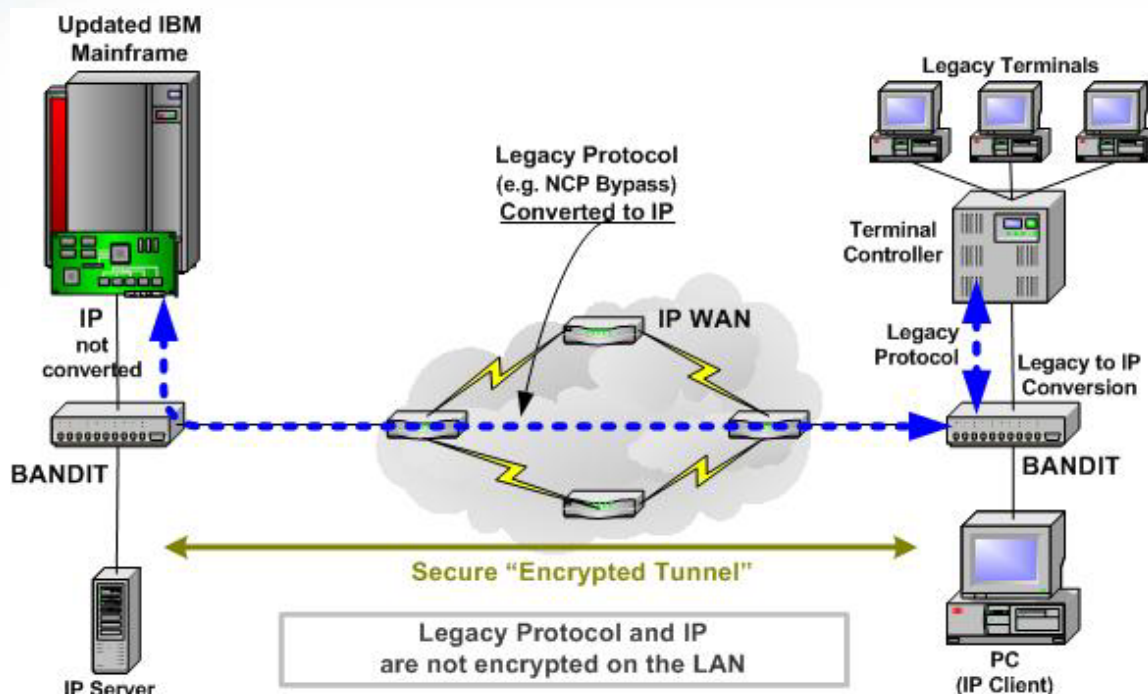 Updated IBM
Mainframe
Legacy Terminals
Legacy Protocol
(e.g. NCP Bypass)
Converted to IP
Terminal
Controller
IP
not
converted
IP WAN
Legacy
Protocol
Legacy to IP
Conversion
BANDIT
BANDIT
Secure “Encrypted Tunnel”
Legacy Protocol and IP
are not encrypted on the LAN
IP Server
PC
(IP Client)